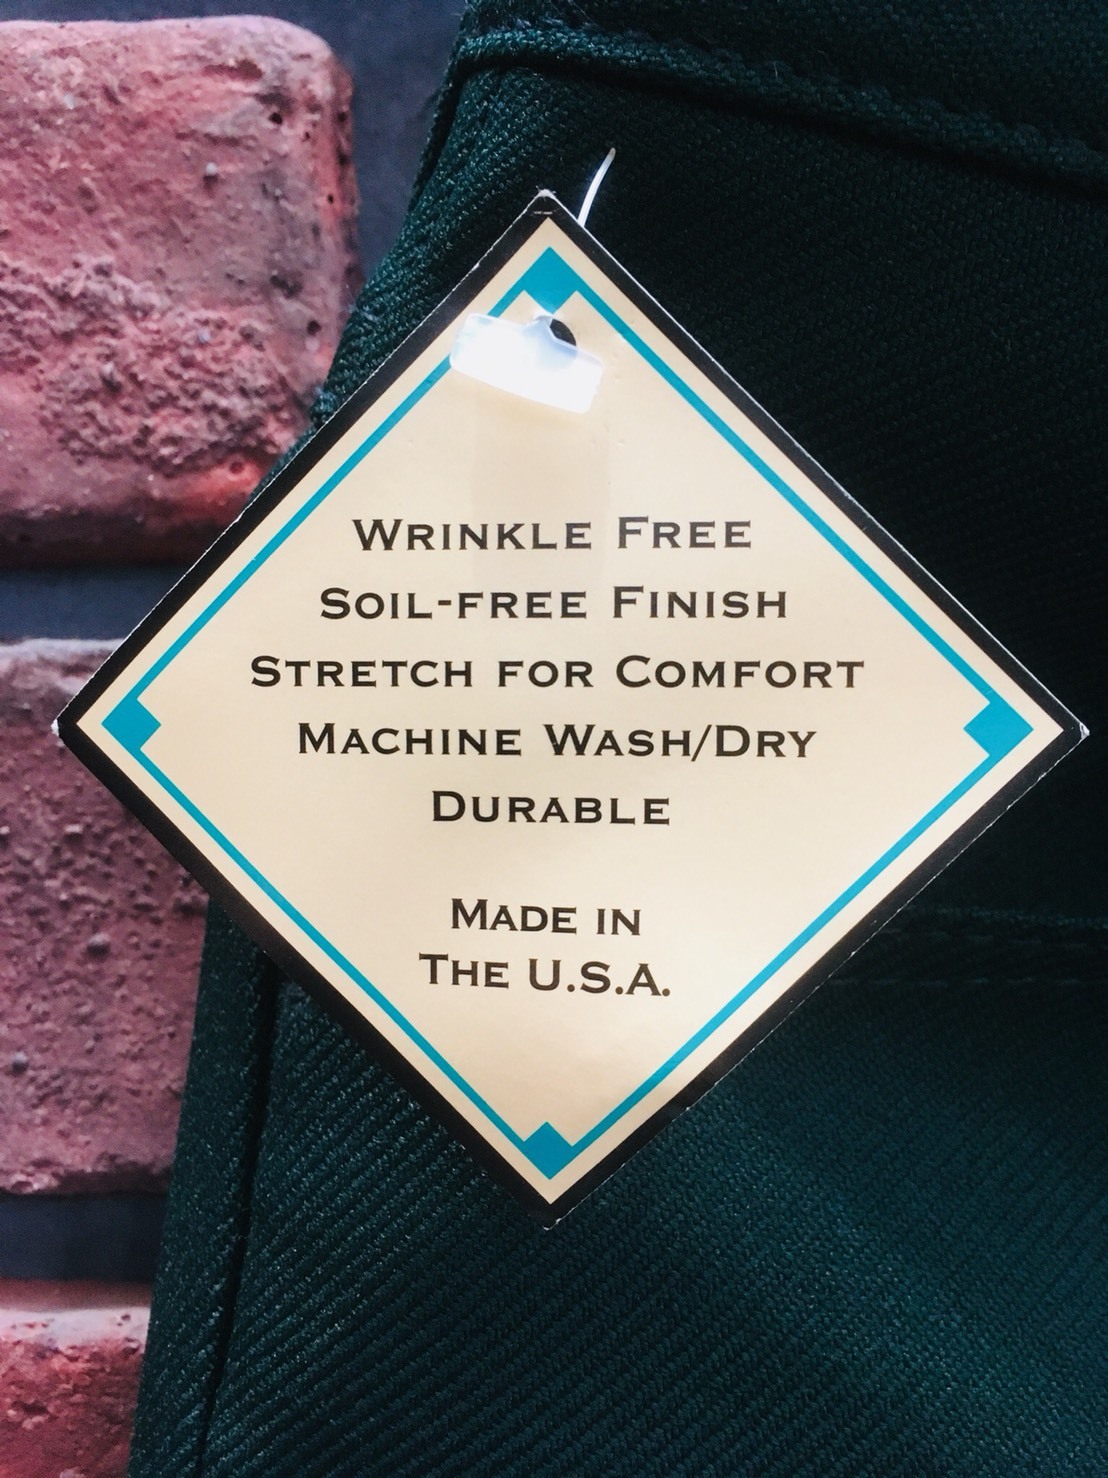 Wrinkle Free
Soil-free Finish
Stretch for Comfort
Machine Wash/Dry
Durable
Made in
The U.S.A.